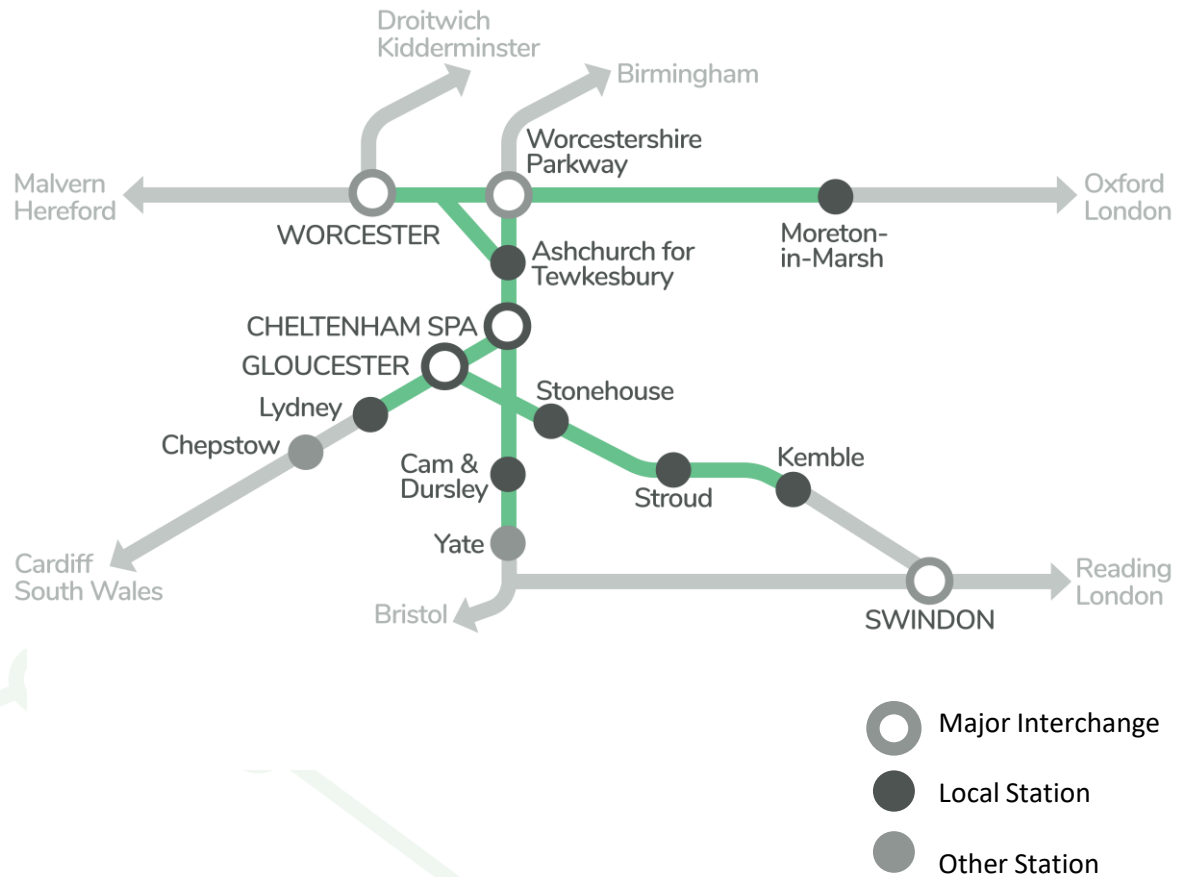 Droitwich
Kidderminster
Birmingham
Worcestershire
Parkway
Malvern
Hereford
Oxford
London
WORCESTER
Moreton-
in-Marsh
Ashchurch for
Tewkesbury
CHELTENHAM SPA
GLOUCESTER
Stonehouse
Lydney
Chepstow
Cam &
Dursley
Kemble
Stroud
Yate
Cardiff
South Wales
Reading
London
Bristol
SWINDON
Major Interchange
Local Station
Other Station